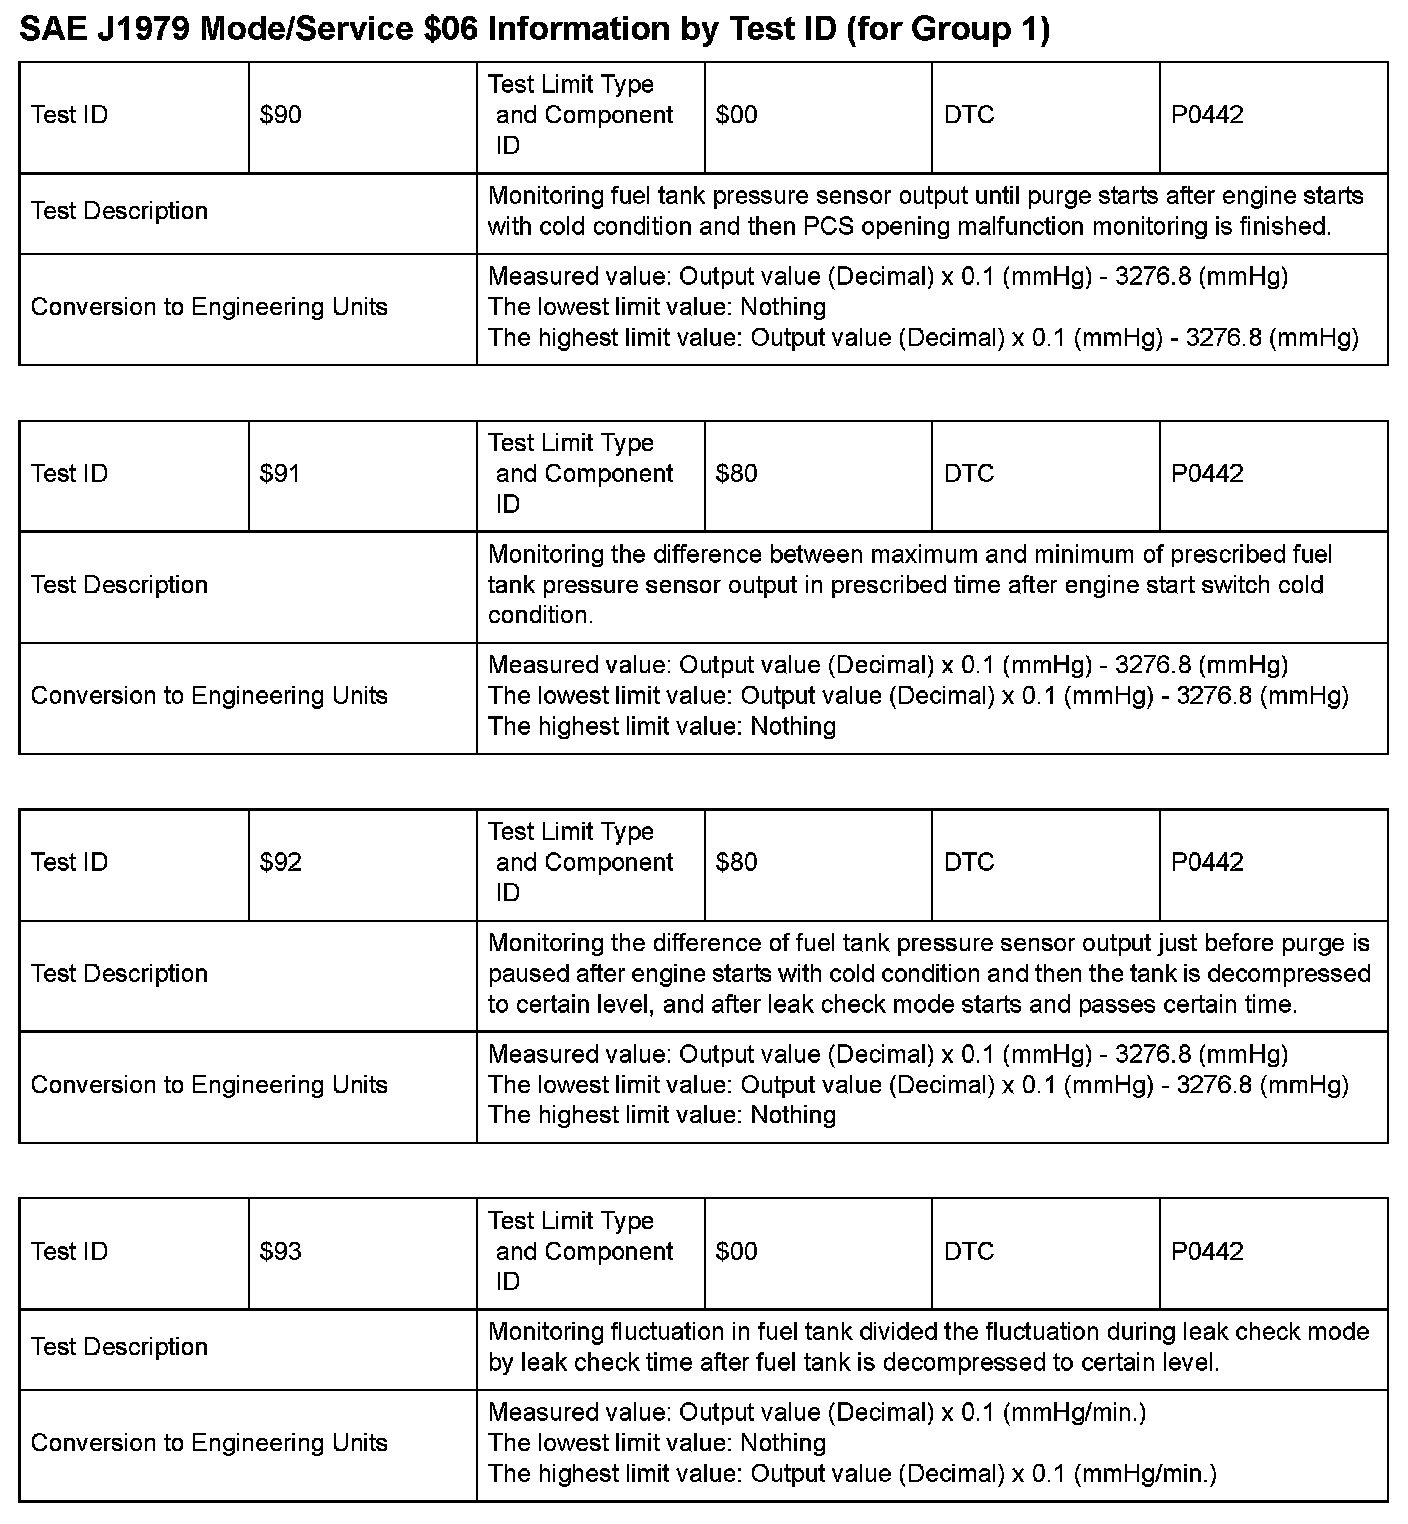 SAE J1979 Mode/Service $06 Information by Test ID (for Group 1)
Test ID
$90
Test Limit Type
and Component
ID
$00
DTC
P0442
Test Description
Monitoring fuel tank pressure sensor output until purge starts after engine starts
with cold condition and then PCS opening malfunction monitoring is finished.
Conversion to Engineering Units
Measured value: Output value (Decimal) x 0.1 (mmHg) - 3276.8 (mmHg)
The lowest limit value: Nothing
The highest limit value: Output value (Decimal) x 0.1 (mmHg) - 3276.8 (mmHg)
Test ID
$91
Test Limit Type
and Component
ID
$80
DTC
P0442
Test Description
Monitoring the difference between maximum and minimum of prescribed fuel
tank pressure sensor output in prescribed time after engine start switch cold
condition.
Conversion to Engineering Units
Measured value: Output value (Decimal) x 0.1 (mmHg) - 3276.8 (mmHg)
The lowest limit value: Output value (Decimal) x 0.1 (mmHg) - 3276.8 (mmHg)
The highest limit value: Nothing
Test ID
$92
Test Limit Type
and Component
ID
$80
DTC
P0442
Test Description
Monitoring the difference of fuel tank pressure sensor output just before purge is
paused after engine starts with cold condition and then the tank is decompressed
to certain level, and after leak check mode starts and passes certain time.
Conversion to Engineering Units
Measured value: Output value (Decimal) x 0.1 (mmHg) - 3276.8 (mmHg)
The lowest limit value: Output value (Decimal) x 0.1 (mmHg) - 3276.8 (mmHg)
The highest limit value: Nothing
Test ID
$93
Test Limit Type
and Component
ID
$00
DTC
P0442
Test Description
Monitoring fluctuation in fuel tank divided the fluctuation during leak check mode
by leak check time after fuel tank is decompressed to certain level.
Conversion to Engineering Units
Measured value: Output value (Decimal) x 0.1 (mmHg/min.)
The lowest limit value: Nothing
The highest limit value: Output value (Decimal) x 0.1 (mmHg/min.)